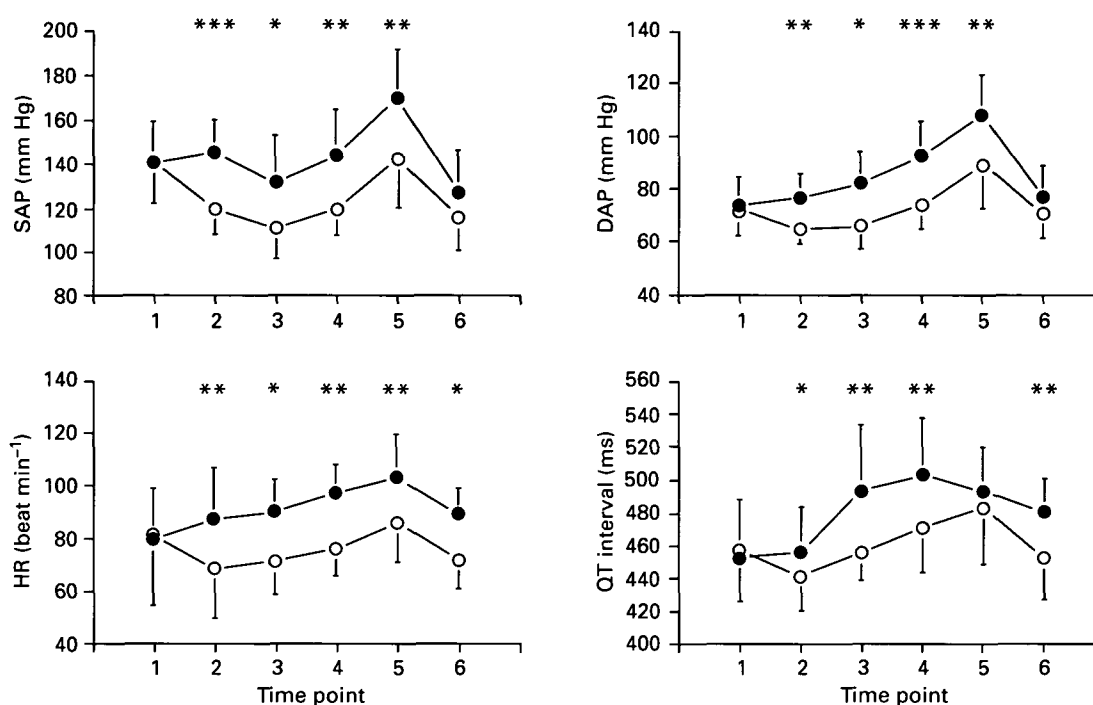 SAP (mm Hg)
200
180
160
140
120
100
80
*** * ** **
1 2 3 4 5 6
DAP (mm Hg)
140
120
100
80
60
40
** * *** **
1 2 3 4 5 6
HR (beat min⁻¹)
140
120
100
80
60
40
** * ** ** *
1 2 3 4 5 6
Time point
QT interval (ms)
560
540
520
500
480
460
440
420
400
* ** ** **
1 2 3 4 5 6
Time point